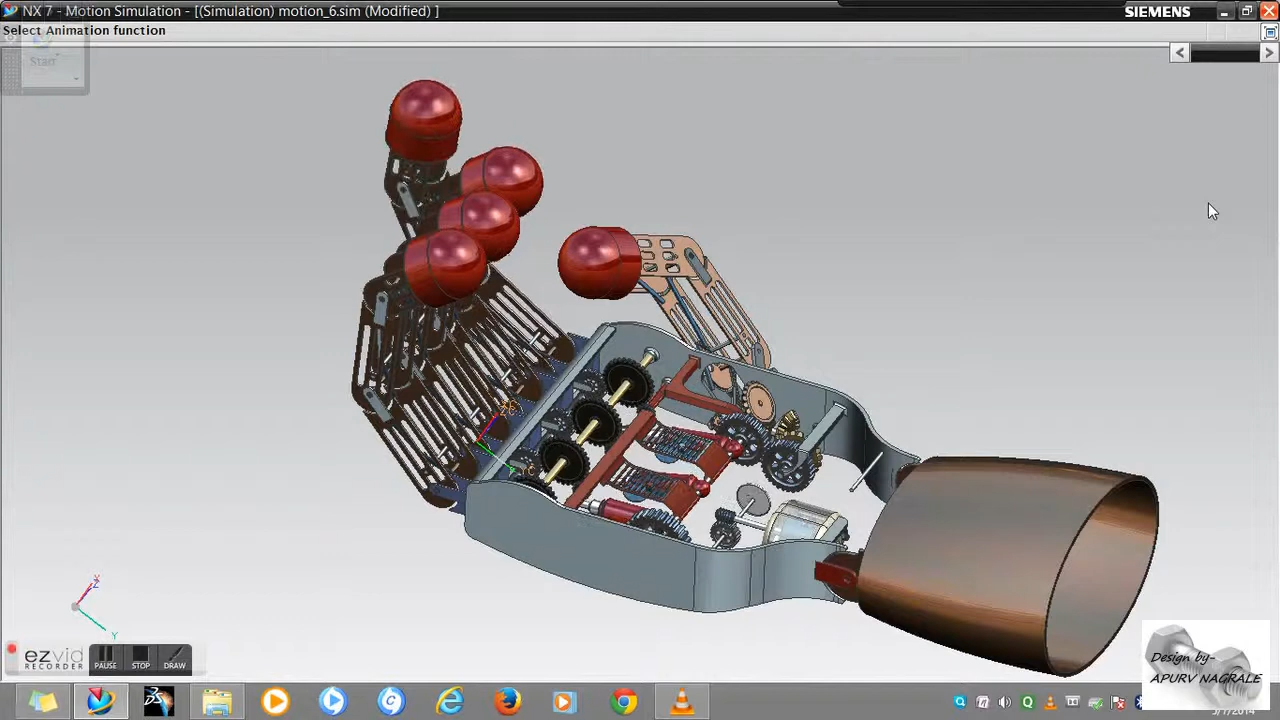 NX 7 - Motion Simulation - [(Simulation) motion_6.sim (Modified) ]
SIEMENS
Select Animation function
Start
Y
ezvid
RECORDER
PAUSE
STOP
DRAW
Design by-
APURV NAGRALE